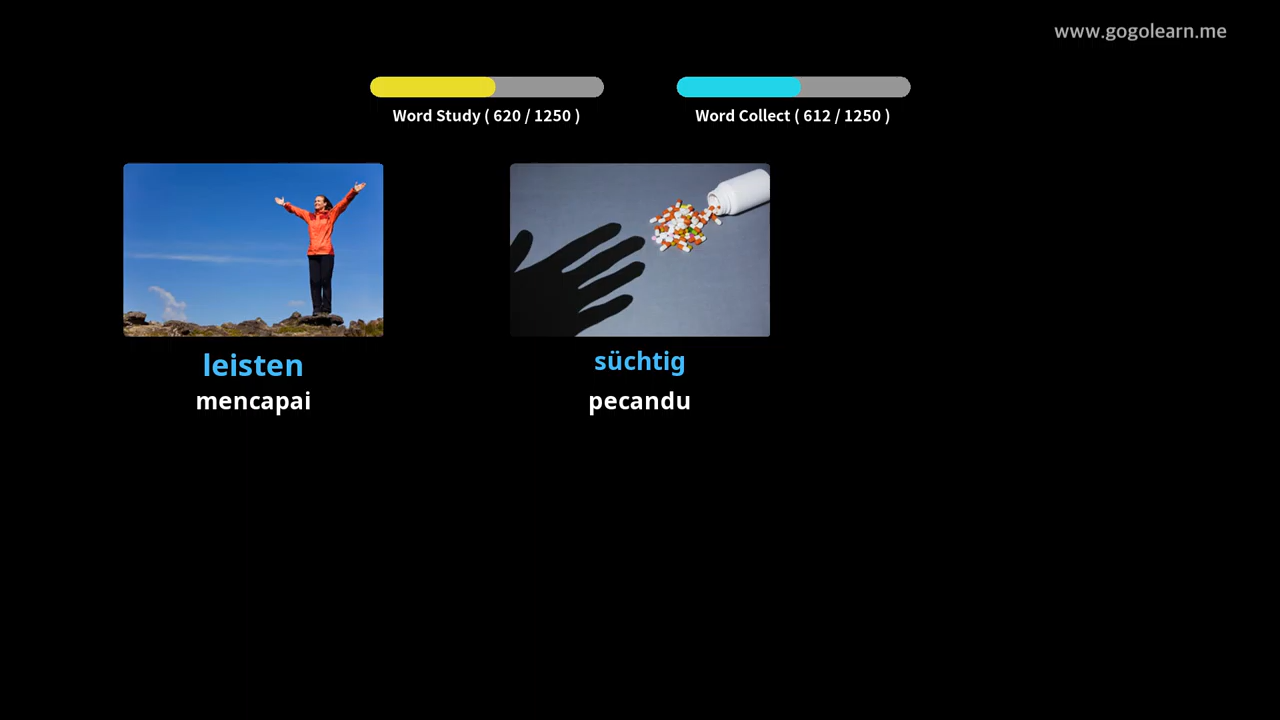 www.gogolearn.me
Word Study ( 620 / 1250 )
Word Collect ( 612 / 1250 )
leisten
mencapai
süchtig
pecandu